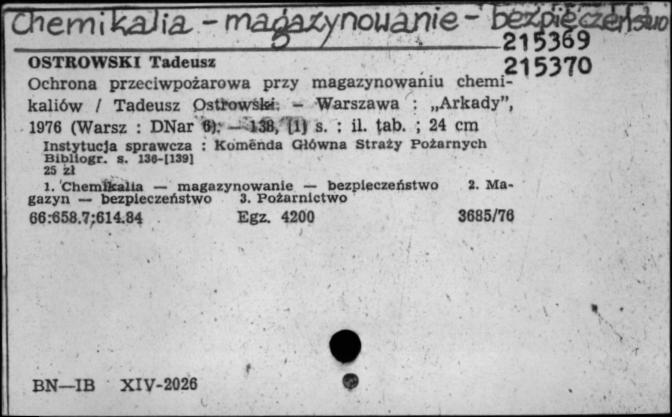 Chemikalia - magazynowanie - bezpieczeństwo
215369
OSTROWSKI Tadeusz
215370
Ochrona przeciwpożarowa przy magazynowaniu chemi-
kaliów / Tadeusz Ostrowski. – Warszawa : „Arkady”,
1976 (Warsz : DNar 6). — 138, [1] s. : il. tab. ; 24 cm
Instytucja sprawcza : Komenda Główna Straży Pożarnych
Bibliogr. s. 136-[139]
25 zł
1. Chemikalia — magazynowanie — bezpieczeństwo 2. Ma-
gazyn — bezpieczeństwo 3. Pożarnictwo
66:658.7:614.84 Egz. 4200 3685/76
BN—IB XIV-2026